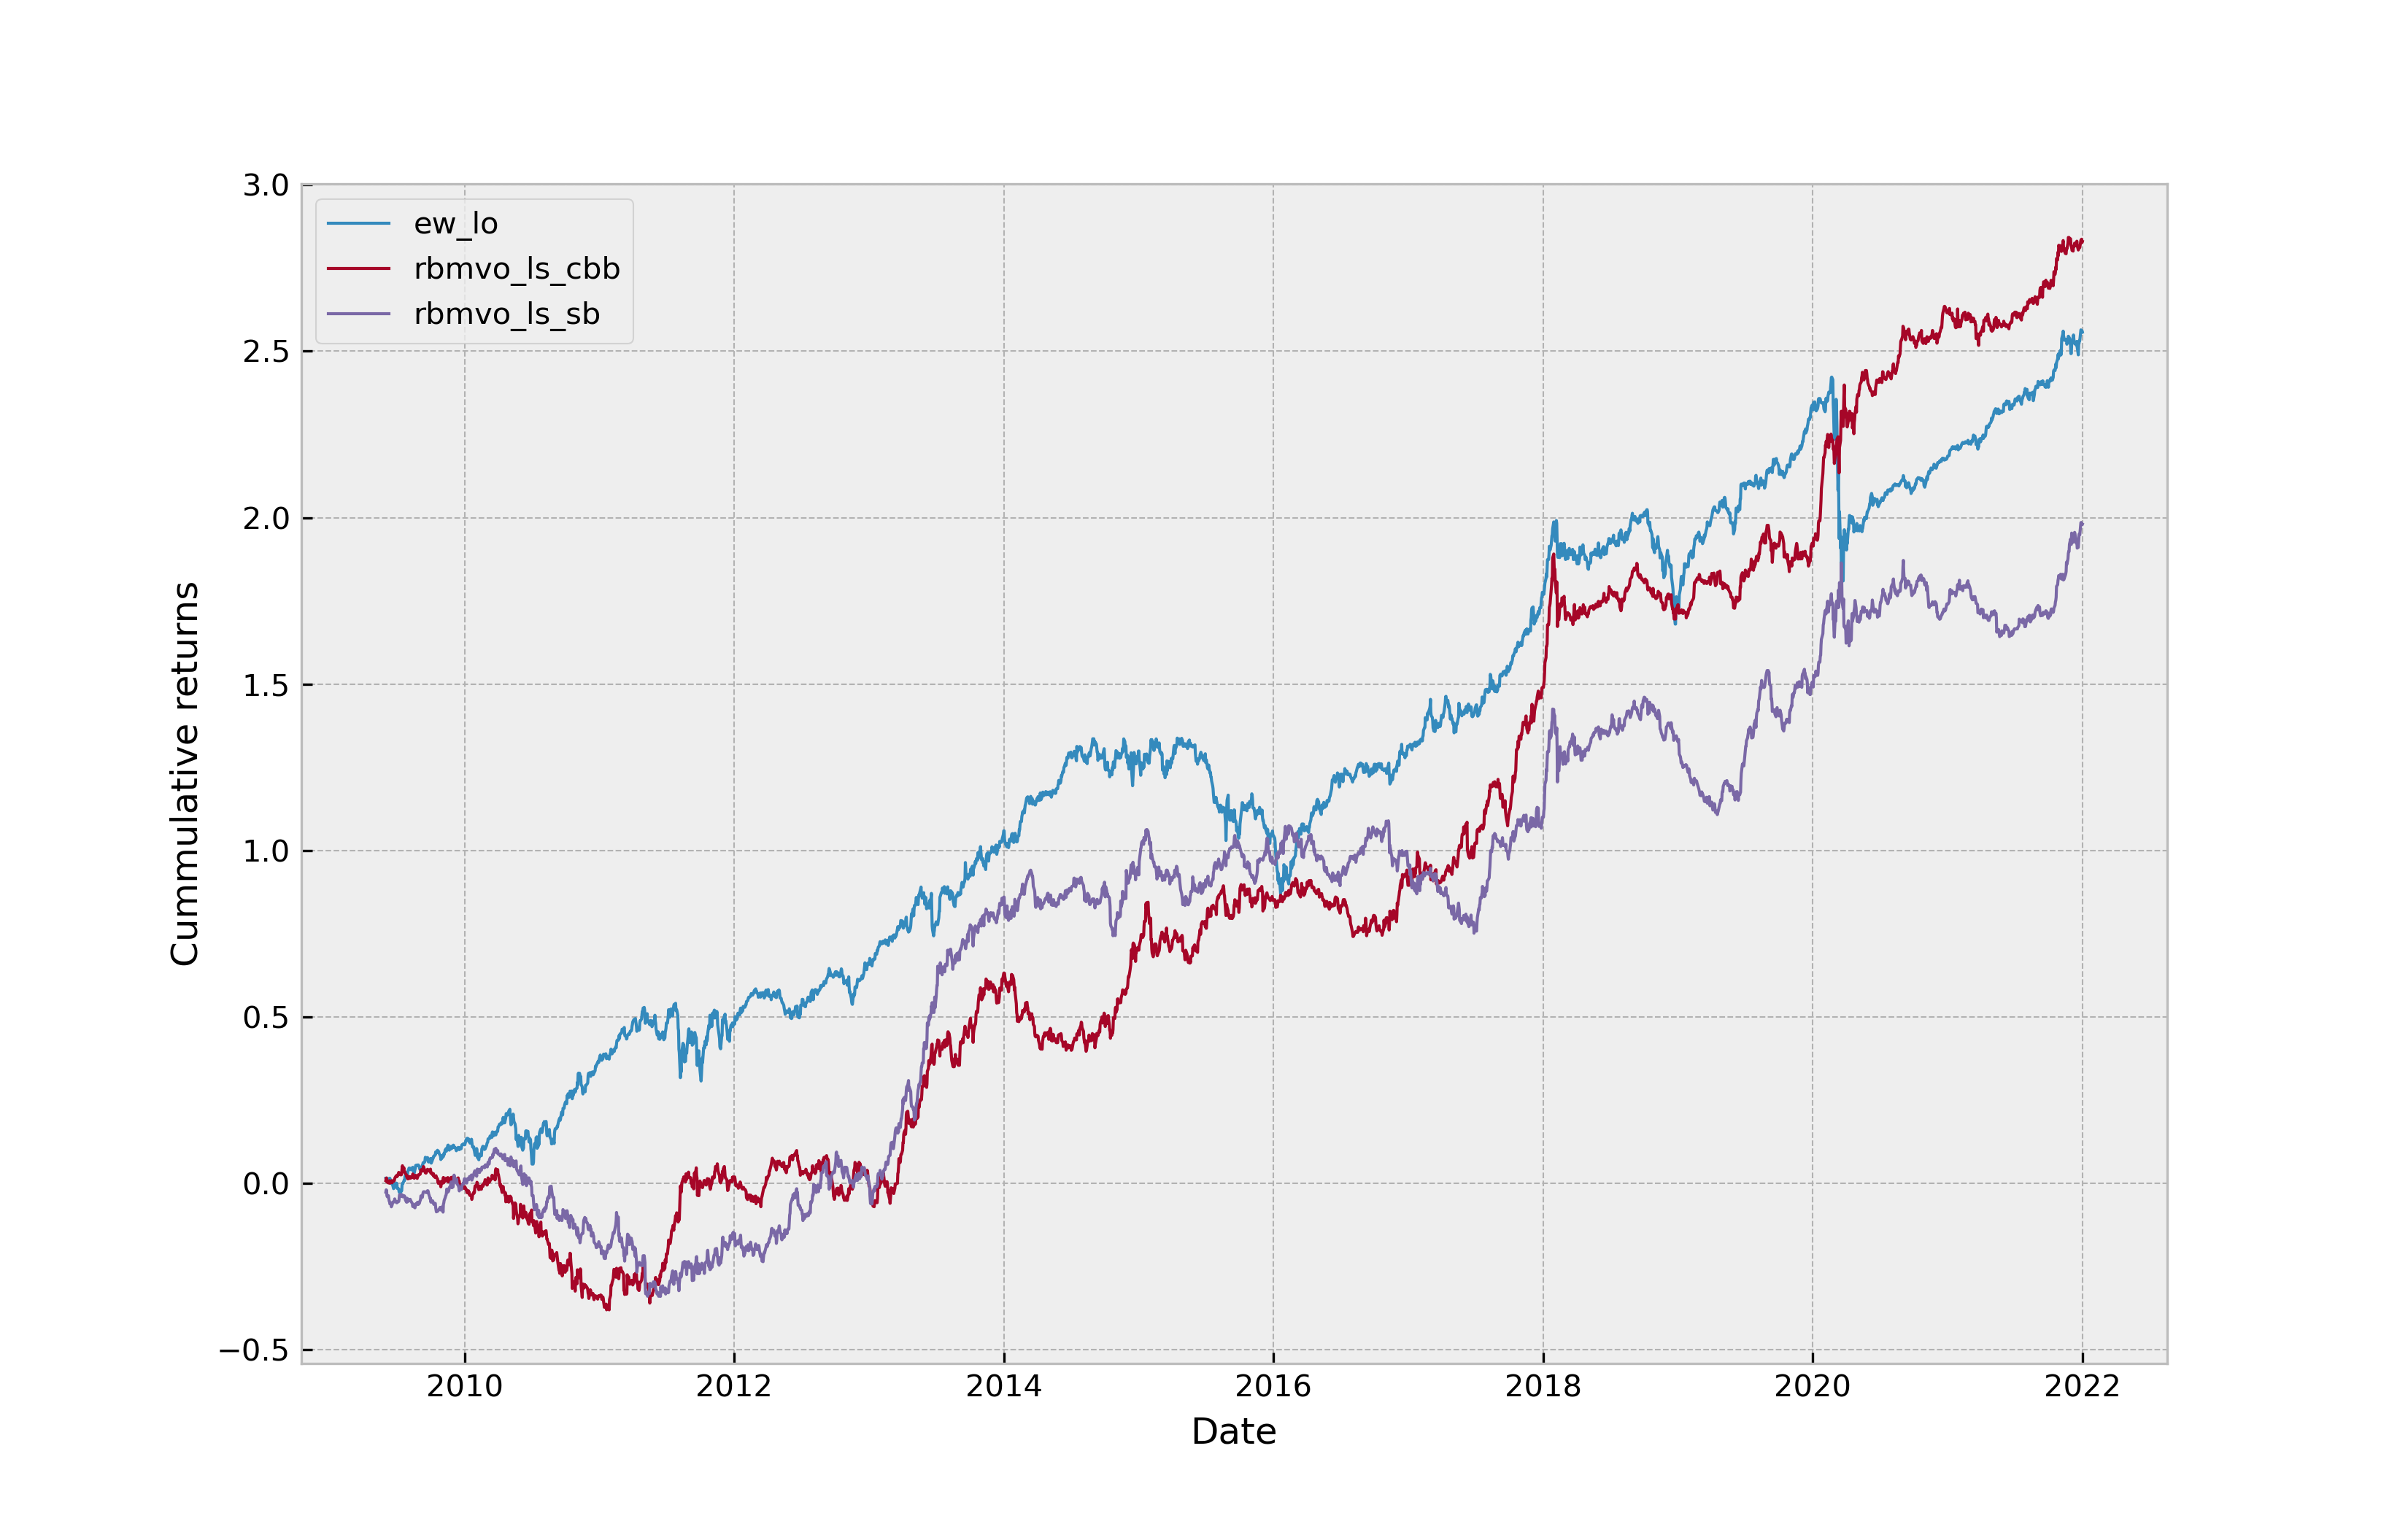 3.0
2.5
2.0
1.5
1.0
0.5
0.0
−0.5
Cummulative returns
ew_lo
rbmvo_ls_cbb
rbmvo_ls_sb
2010 2012 2014 2016 2018 2020 2022
Date